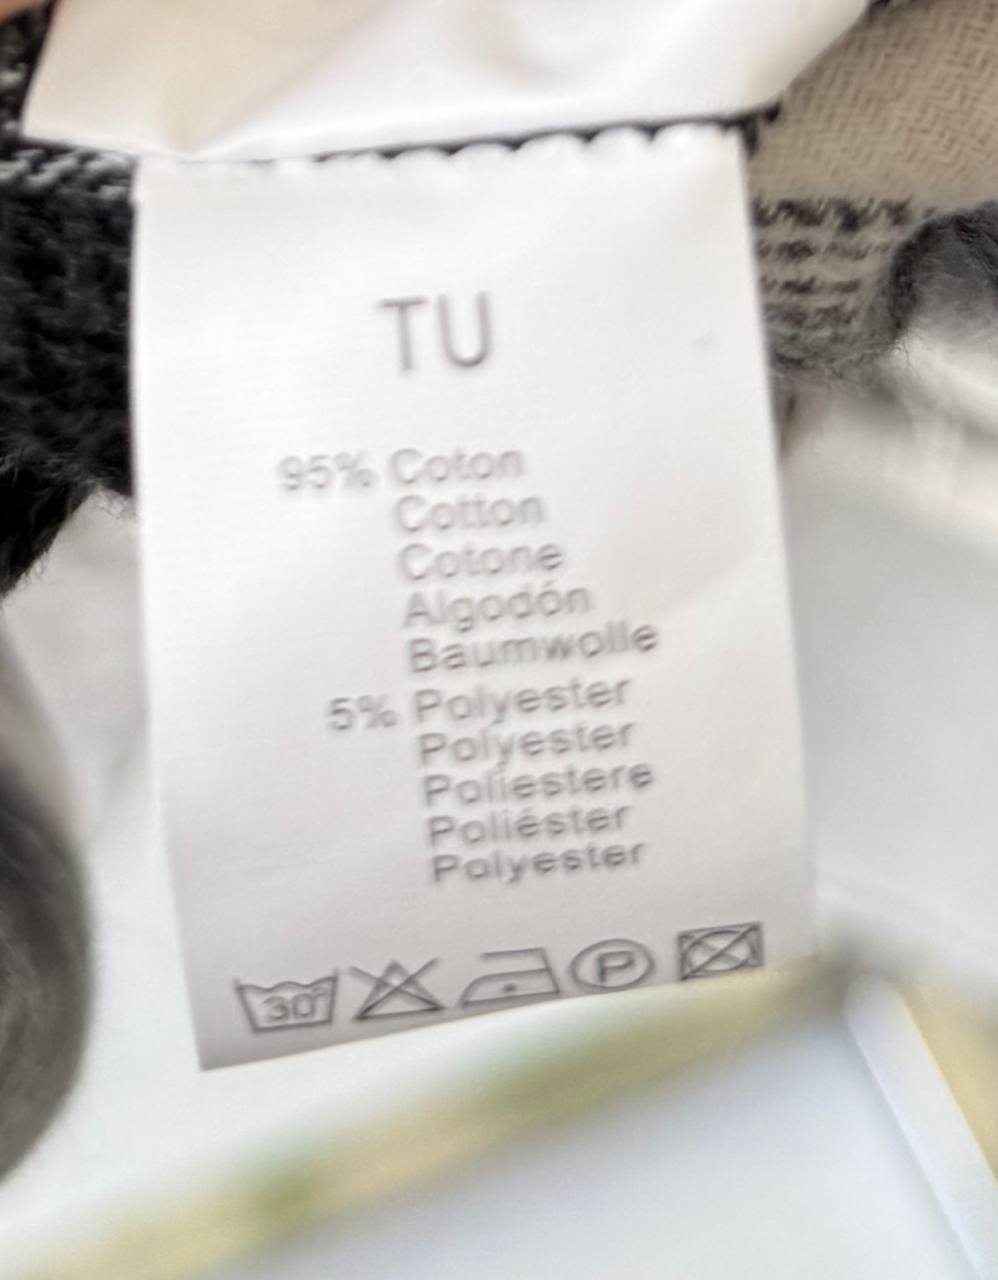 TU
95% Coton
Cotton
Cotone
Algodón
Baumwolle
5% Polyester
Polyester
Poliestere
Poliéster
Polyester
30° P